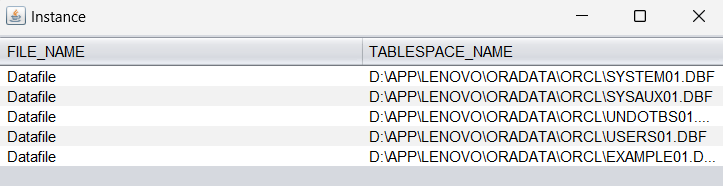 Instance
FILE_NAME TABLESPACE_NAME
Datafile D:\APP\LENOVO\ORADATA\ORCL\SYSTEM01.DBF
Datafile D:\APP\LENOVO\ORADATA\ORCL\SYSAUX01.DBF
Datafile D:\APP\LENOVO\ORADATA\ORCL\UNDOTBS01....
Datafile D:\APP\LENOVO\ORADATA\ORCL\USERS01.DBF
Datafile D:\APP\LENOVO\ORADATA\ORCL\EXAMPLE01.D...